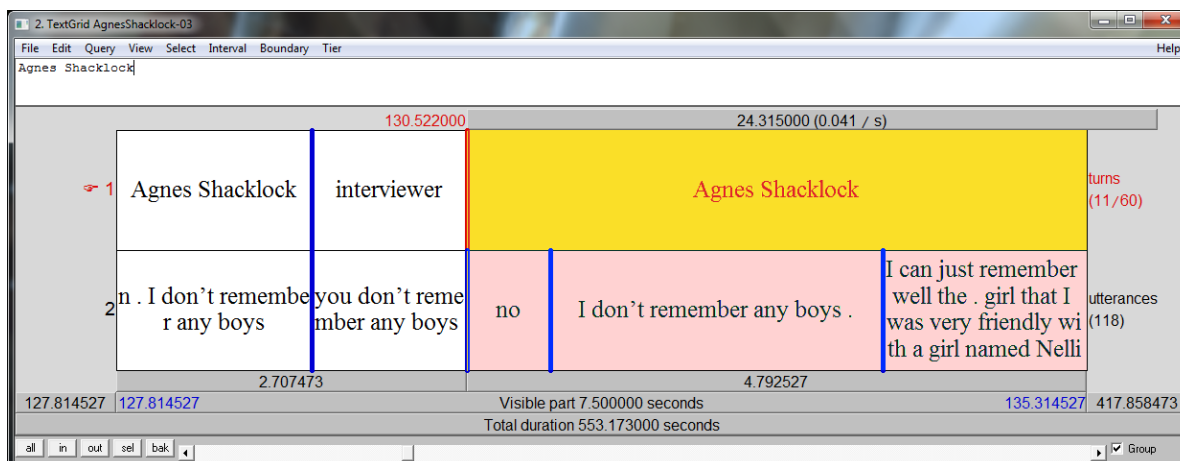 2. TextGrid AgnesShacklock-03
File Edit Query View Select Interval Boundary Tier Help
Agnes Shacklock
130.522000 24.315000 (0.041 / s)
☞ 1 Agnes Shacklock interviewer Agnes Shacklock turns
(11/60)
2 n . I don't remembe
r any boys
you don't reme
mber any boys
no
I don't remember any boys .
I can just remember
well the . girl that I
was very friendly wi
th a girl named Nelli
utterances
(118)
2.707473 4.792527
127.814527 127.814527 Visible part 7.500000 seconds 135.314527 417.858473
Total duration 553.173000 seconds
all in out sel bak Group